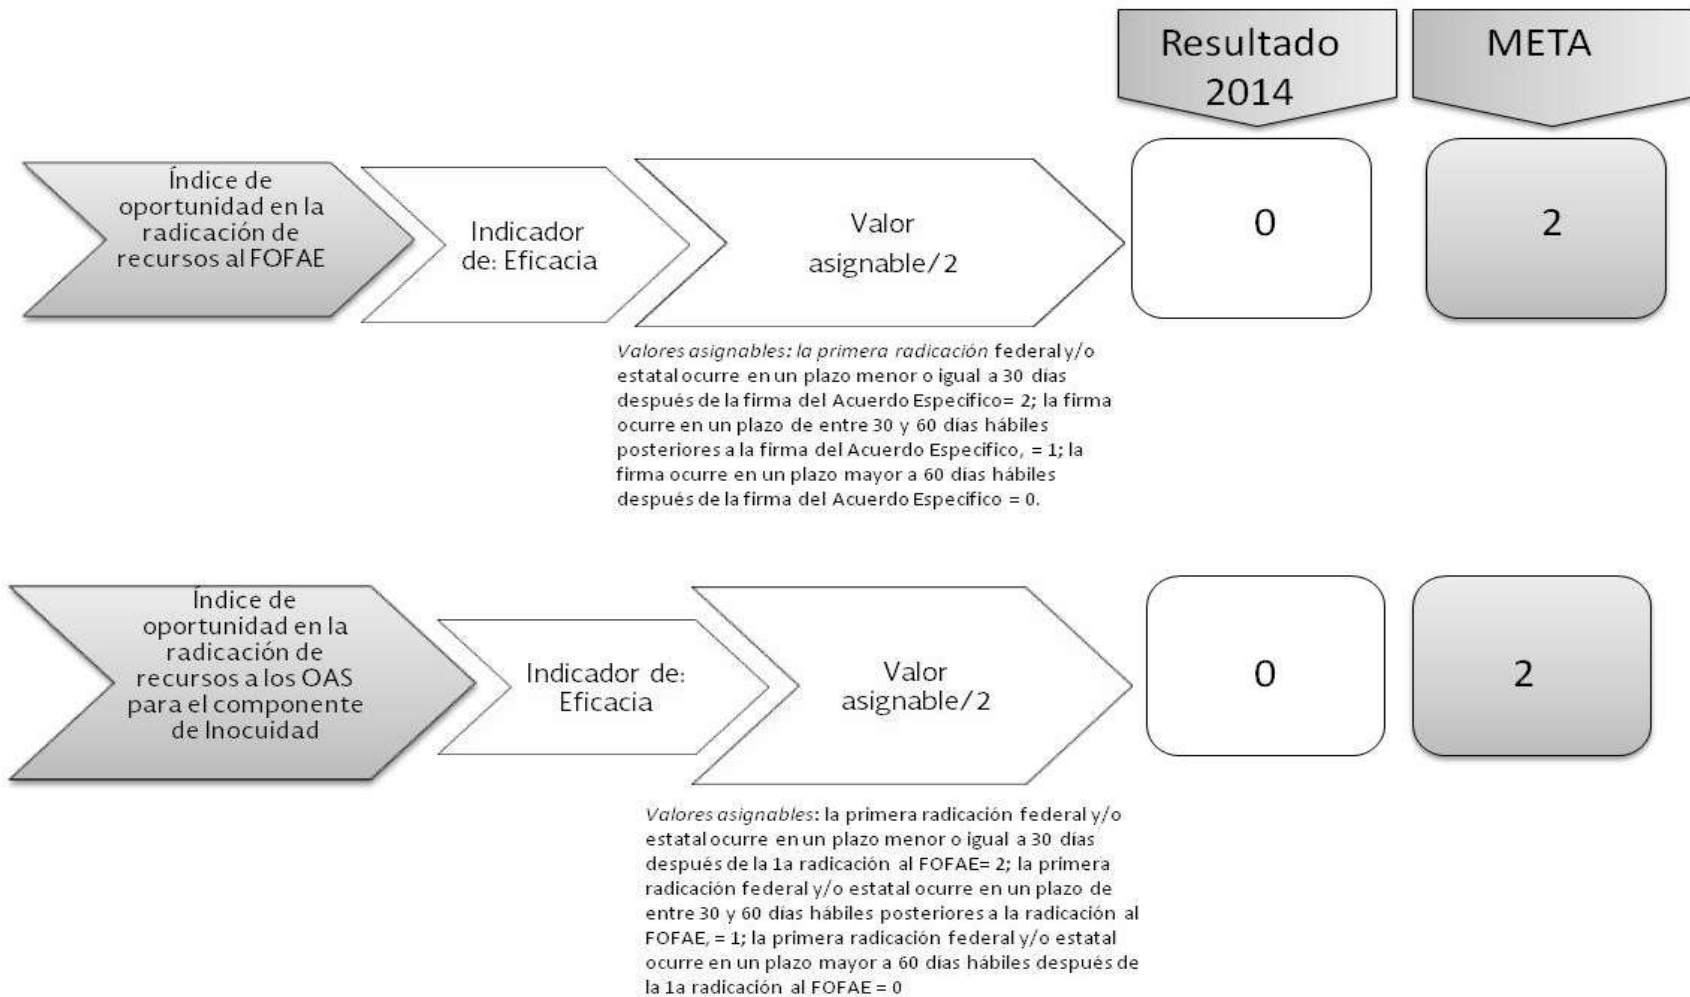 Resultado
2014
META
Índice de
oportunidad en la
radicación de
recursos al FOFAE
Indicador
de: Eficacia
Valor
asignable/2
0
2
Valores asignables: la primera radicación federal y/o
estatal ocurre en un plazo menor o igual a 30 días
después de la firma del Acuerdo Específico= 2; la firma
ocurre en un plazo de entre 30 y 60 días hábiles
posteriores a la firma del Acuerdo Específico, = 1; la
firma ocurre en un plazo mayor a 60 días hábiles
después de la firma del Acuerdo Específico = 0.
Índice de
oportunidad en la
radicación de
recursos a los OAS
para el componente
de Inocuidad
Indicador de:
Eficacia
Valor
asignable/2
0
2
Valores asignables: la primera radicación federal y/o
estatal ocurre en un plazo menor o igual a 30 días
después de la 1a radicación al FOFAE= 2; la primera
radicación federal y/o estatal ocurre en un plazo de
entre 30 y 60 días hábiles posteriores a la radicación al
FOFAE, = 1; la primera radicación federal y/o estatal
ocurre en un plazo mayor a 60 días hábiles después de
la 1a radicación al FOFAE = 0